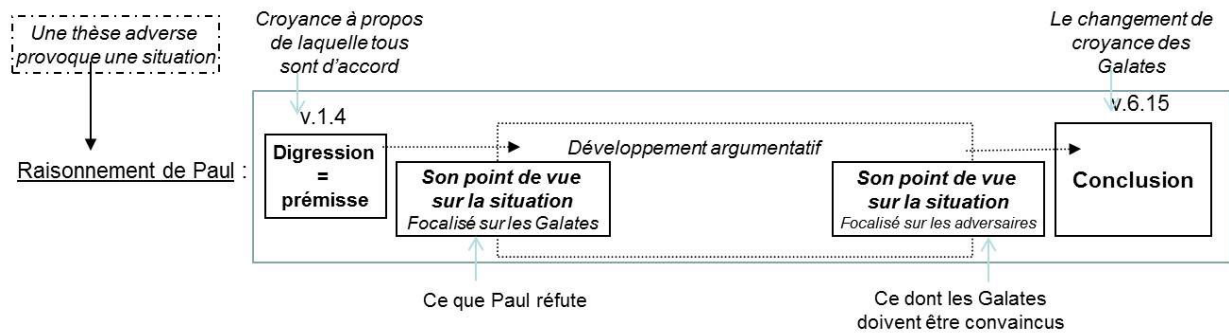 Une thèse adverse
provoque une situation
Croyance à propos
de laquelle tous
sont d'accord
Le changement de
croyance des
Galates
Raisonnement de Paul :
v.1.4
Digression
=
prémisse
Développement argumentatif
Son point de vue
sur la situation
Focalisé sur les Galates
Son point de vue
sur la situation
Focalisé sur les adversaires
v.6.15
Conclusion
Ce que Paul réfute
Ce dont les Galates
doivent être convaincus